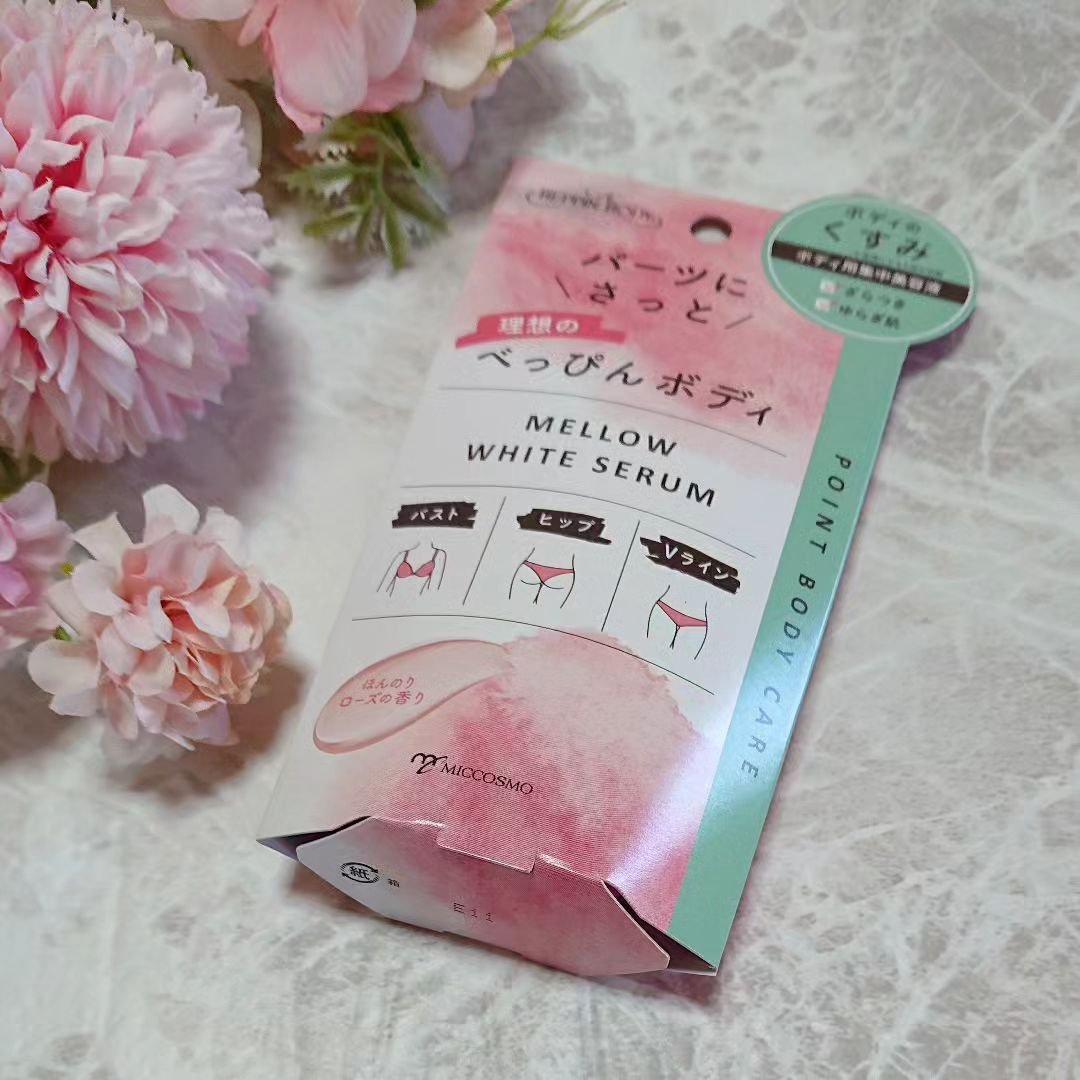 パーツに
\さっと/
理想の
べっぴんボディ
MELLOW
WHITE SERUM
バスト
ヒップ
Vライン
ほんのり
ローズの香り
MICCOSMO
紙
箱
E11
ボディの
くすみ
ボディ用集中美容液
ざらつき
ゆらぎ肌
POINT BODY CARE